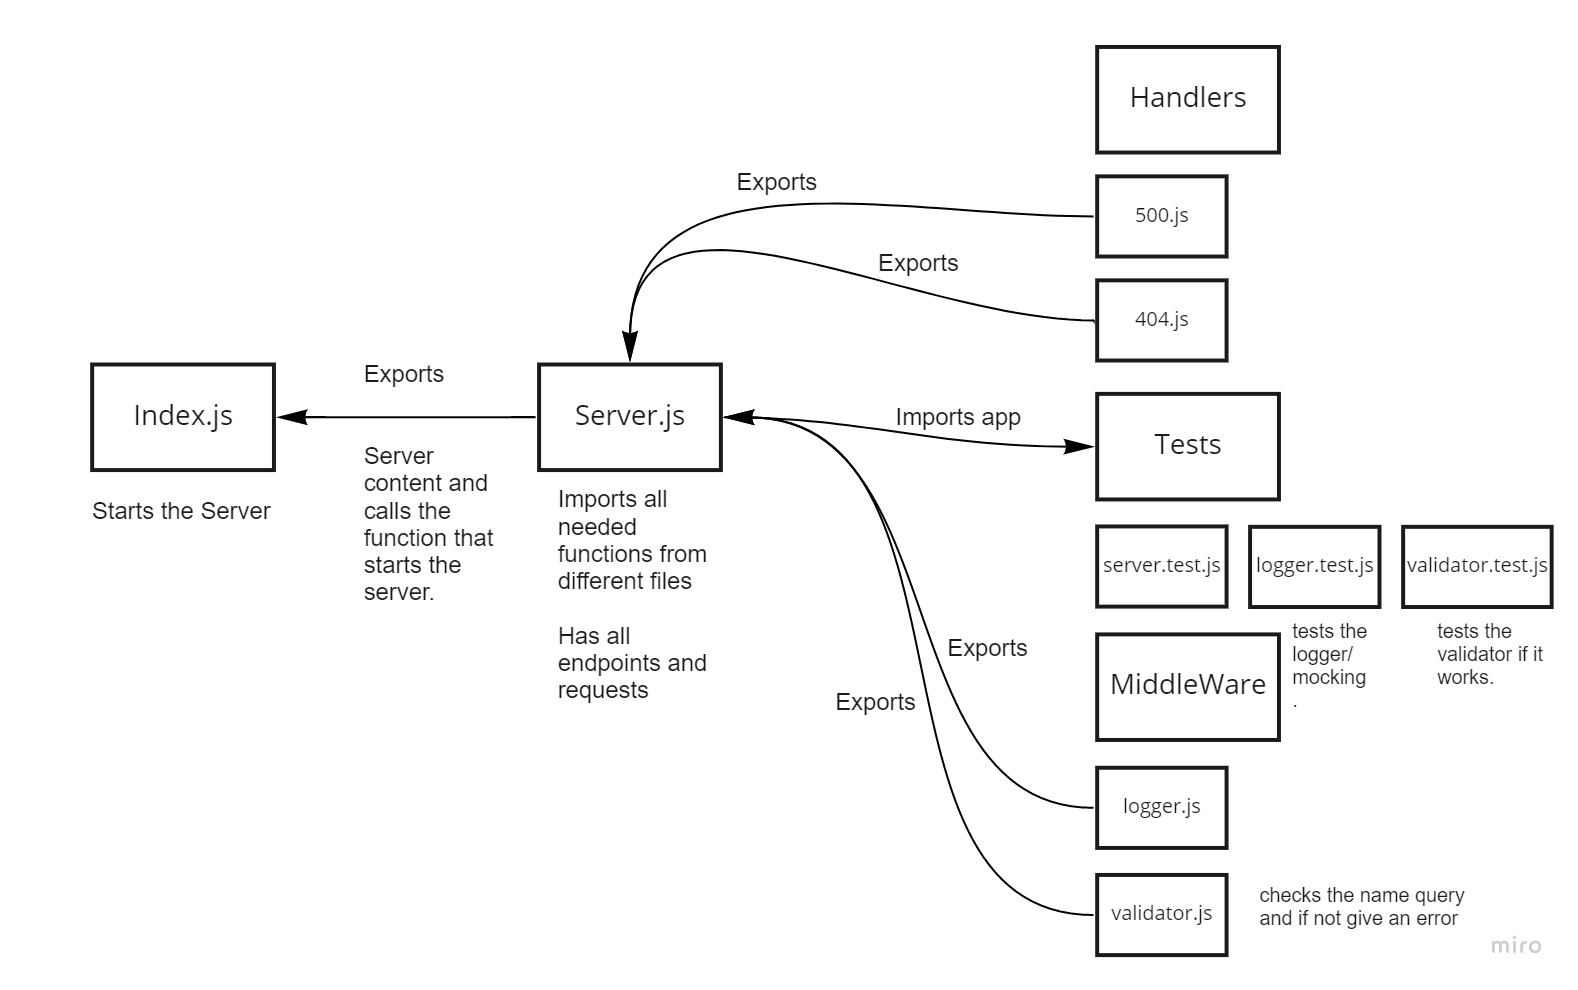 Handlers
Exports
500.js
Exports
404.js
Exports
Index.js
Server.js
Imports app
Tests
Starts the Server
Server
content and
calls the
function that
starts the
server.
Imports all
needed
functions from
different files
Has all
endpoints and
requests
server.test.js
logger.test.js
validator.test.js
tests the
logger/
mocking
.
tests the
validator if it
works.
Exports
MiddleWare
Exports
logger.js
validator.js
checks the name query
and if not give an error
miro